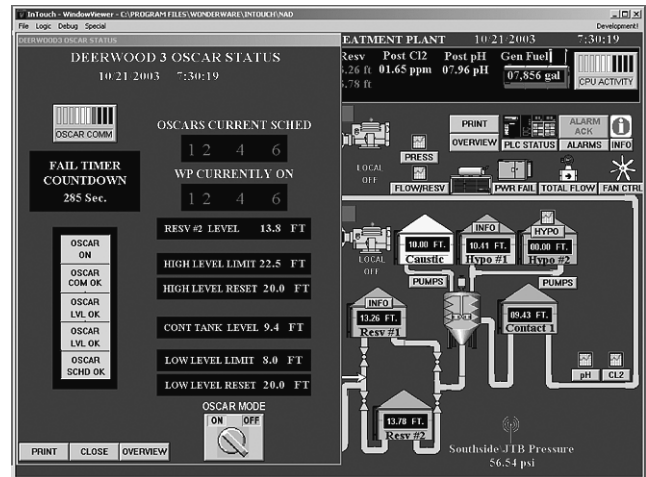 InTouch - WindowViewer - C:\PROGRAM FILES\WONDERWARE\INTOUCH\NAD
File Logic Debug Special Development!
DEERWOOD3 OSCAR STATUS
DEERWOOD 3 OSCAR STATUS
10/21/2003 7:30:19
OSCAR COMM
FAIL TIMER
COUNTDOWN
285 Sec.
OSCAR
ON
OSCAR
COM OK
OSCAR
LVL OK
OSCAR
LVL OK
OSCAR
SCHD OK
OSCARS CURRENT SCHED
1 2 4 6
WP CURRENTLY ON
1 2 4 6
RESV #2 LEVEL 13.8 FT
HIGH LEVEL LIMIT 22.5 FT
HIGH LEVEL RESET 20.0 FT
CONT TANK LEVEL 9.4 FT
LOW LEVEL LIMIT 8.0 FT
LOW LEVEL RESET 20.0 FT
OSCAR MODE
ON OFF
PRINT CLOSE OVERVIEW
EATMENT PLANT 10/21/2003 7:30:19
Resv Post Cl2 Post pH Gen Fuel
.26 ft 01.65 ppm 07.96 pH 07,856 gal
.78 ft
CPU ACTIVITY
PRINT
OVERVIEW
PLC STATUS
ALARM
ACK
ALARMS
INFO
LOCAL
OFF
PRESS
FLOW/RESV
PWR FAIL
TOTAL FLOW
FAN CTRL
LOCAL
OFF
10.00 FT.
Caustic
INFO
10.41 FT.
Hypo #1
HYPO
00.00 FT.
Hypo #2
PUMPS
PUMPS
INFO
13.26 FT.
Resv #1
09.43 FT.
Contact 1
13.78 FT.
Resv #2
pH CL2
Southside JTB Pressure
56.54 psi